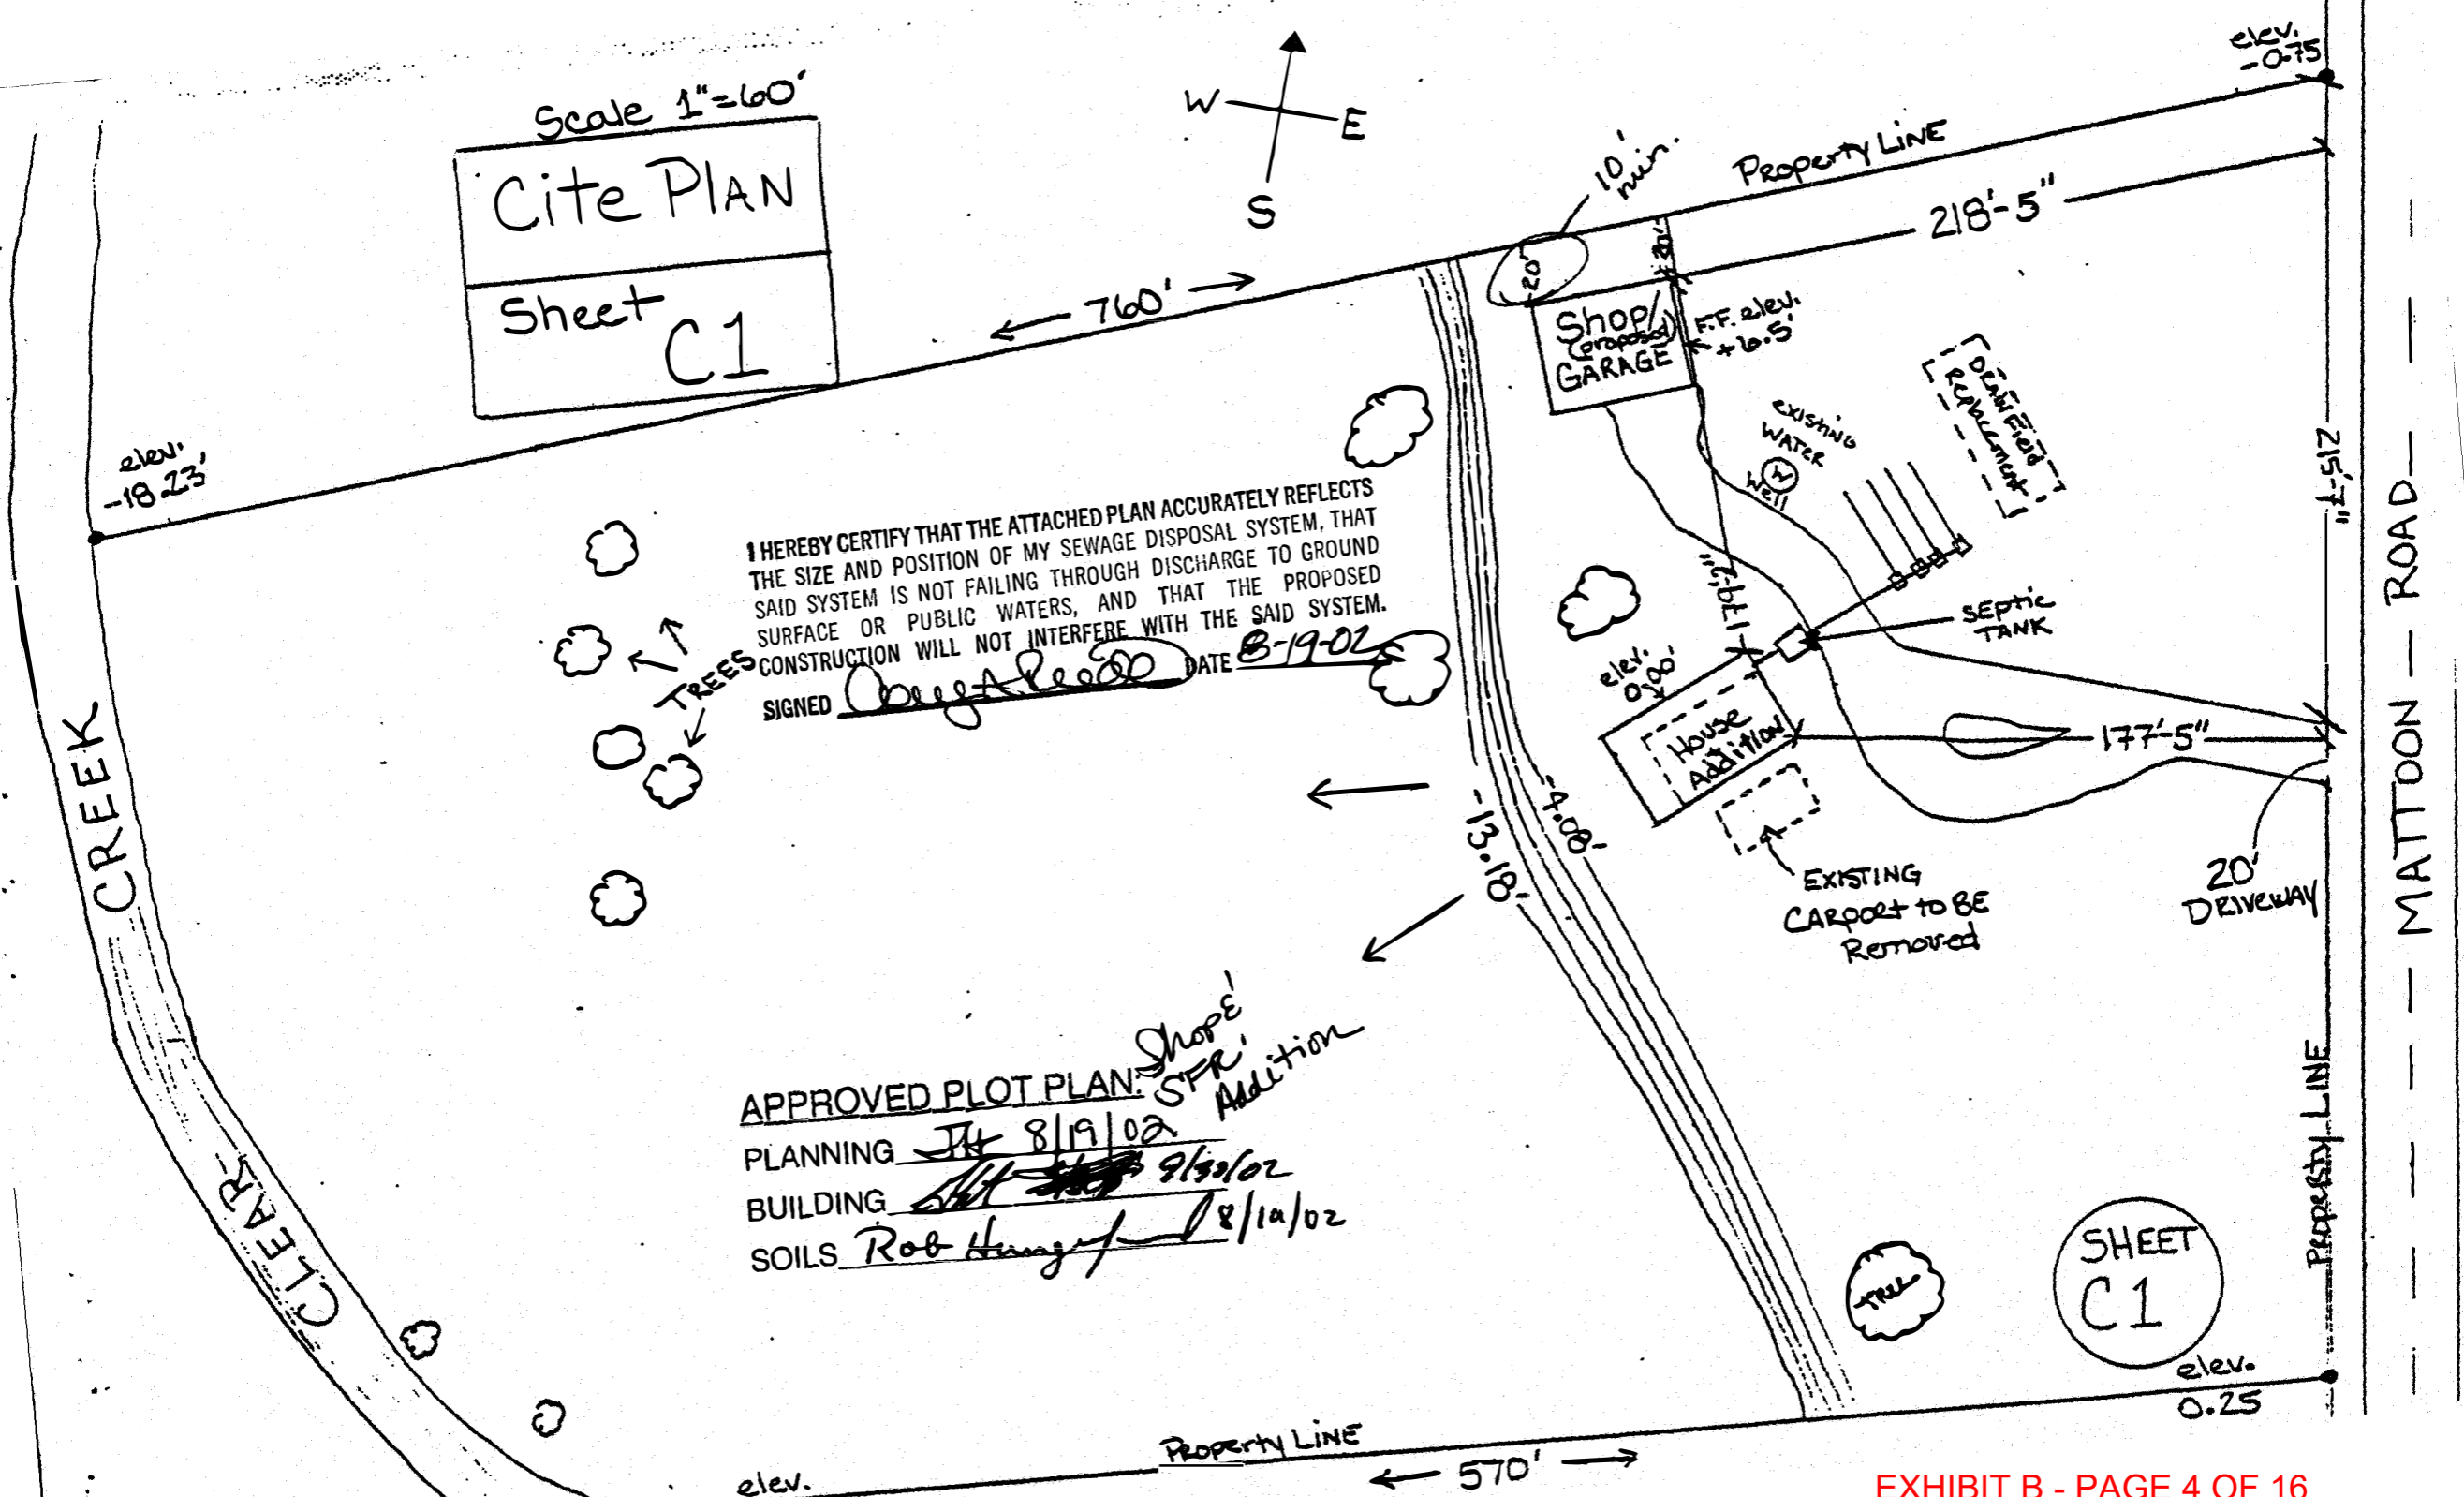 Scale 1"=60'
Cite PLAN
Sheet
C1
W
E
S
elev.
-0.75
10'
min.
Property LINE
218'-5"
← 760' →
20'
20'
Shop/
(proposed)
GARAGE
F.F. elev.
+6.5'
DRAIN Field
Replacement
existing
WATER
Well
215'-7"
elev.
-18.23'
I HEREBY CERTIFY THAT THE ATTACHED PLAN ACCURATELY REFLECTS
THE SIZE AND POSITION OF MY SEWAGE DISPOSAL SYSTEM, THAT
SAID SYSTEM IS NOT FAILING THROUGH DISCHARGE TO GROUND
SURFACE OR PUBLIC WATERS, AND THAT THE PROPOSED
CONSTRUCTION WILL NOT INTERFERE WITH THE SAID SYSTEM.
SIGNED
DATE 8-19-02
TREES
SEPTIC
TANK
elev.
0.00'
House
Addition
177'-5"
-4.08-
-13.18'-
EXISTING
CARPORT TO BE
Removed
20'
DRIVEWAY
MATTOON ROAD
CLEAR CREEK
APPROVED PLOT PLAN: Shop &
SFR
Addition
PLANNING JH 8/19/02
BUILDING 9/30/02
SOILS Rob 8/19/02
Property LINE
TREE
SHEET
C1
elev.
0.25
Property LINE
← 570' →
elev.
EXHIBIT B - PAGE 4 OF 16